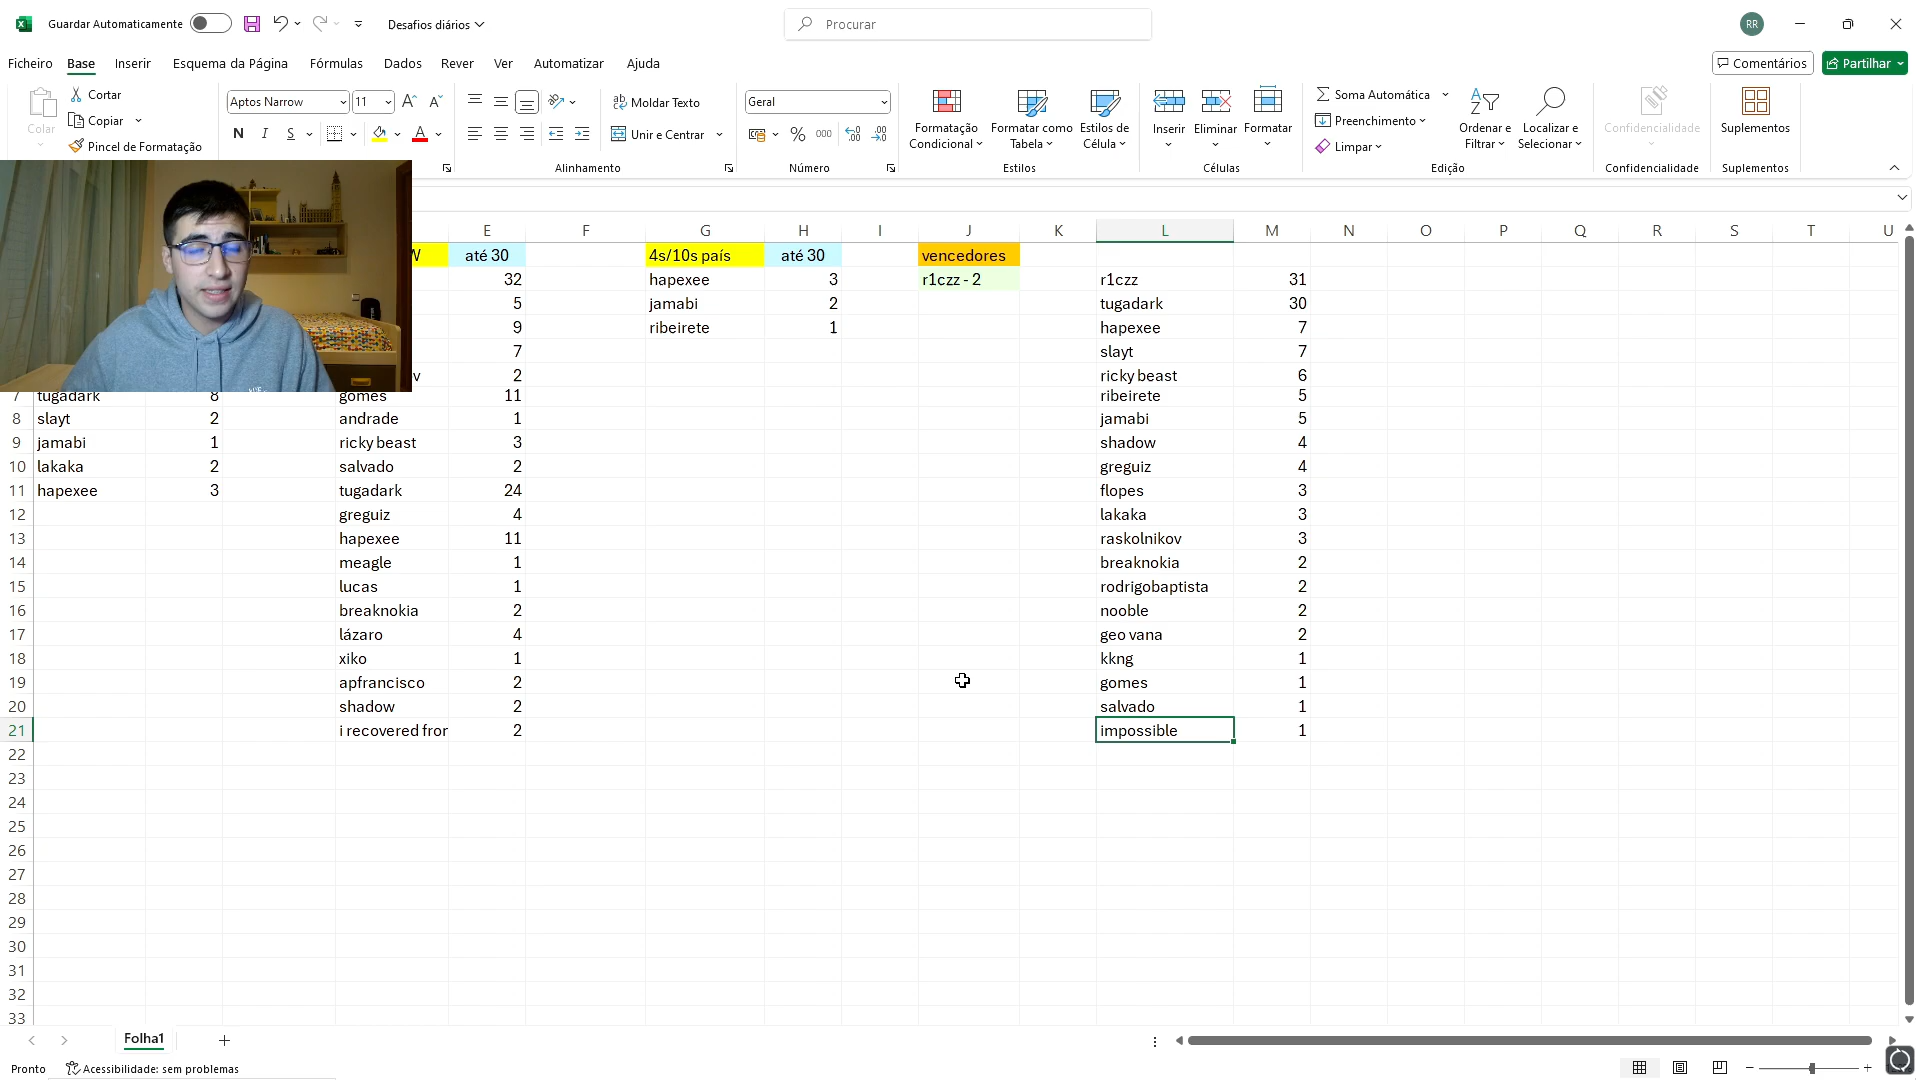 Guardar Automaticamente
Desafios diários
Procurar
RR
Ficheiro Base Inserir Esquema da Página Fórmulas Dados Rever Ver Automatizar Ajuda
Comentários Partilhar
Colar
Cortar
Copiar
Pincel de Formatação
Aptos Narrow 11
N I S
Moldar Texto
Unir e Centrar
Alinhamento
Geral
% 000
Número
Formatação Condicional
Formatar como Tabela
Estilos de Célula
Estilos
Inserir Eliminar Formatar
Células
Soma Automática
Preenchimento
Limpar
Ordenar e Filtrar
Localizar e Selecionar
Edição
Confidencialidade
Confidencialidade
Suplementos
Suplementos
E F G H I J K L M N O P Q R S T U
até 30 4s/10s país até 30 vencedores
32 hapexee 3 r1czz - 2 r1czz 31
5 jamabi 2 tugadark 30
9 ribeirete 1 hapexee 7
7 slayt 7
v 2 ricky beast 6
7 tugadark 8 gomes 11 ribeirete 5
8 slayt 2 andrade 1 jamabi 5
9 jamabi 1 ricky beast 3 shadow 4
10 lakaka 2 salvado 2 greguiz 4
11 hapexee 3 tugadark 24 flopes 3
12 greguiz 4 lakaka 3
13 hapexee 11 raskolnikov 3
14 meagle 1 breaknokia 2
15 lucas 1 rodrigobaptista 2
16 breaknokia 2 nooble 2
17 lázaro 4 geo vana 2
18 xiko 1 kkng 1
19 apfrancisco 2 gomes 1
20 shadow 2 salvado 1
21 i recovered fror 2 impossible 1
22
23
24
25
26
27
28
29
30
31
32
33
Folha1
Pronto Acessibilidade: sem problemas